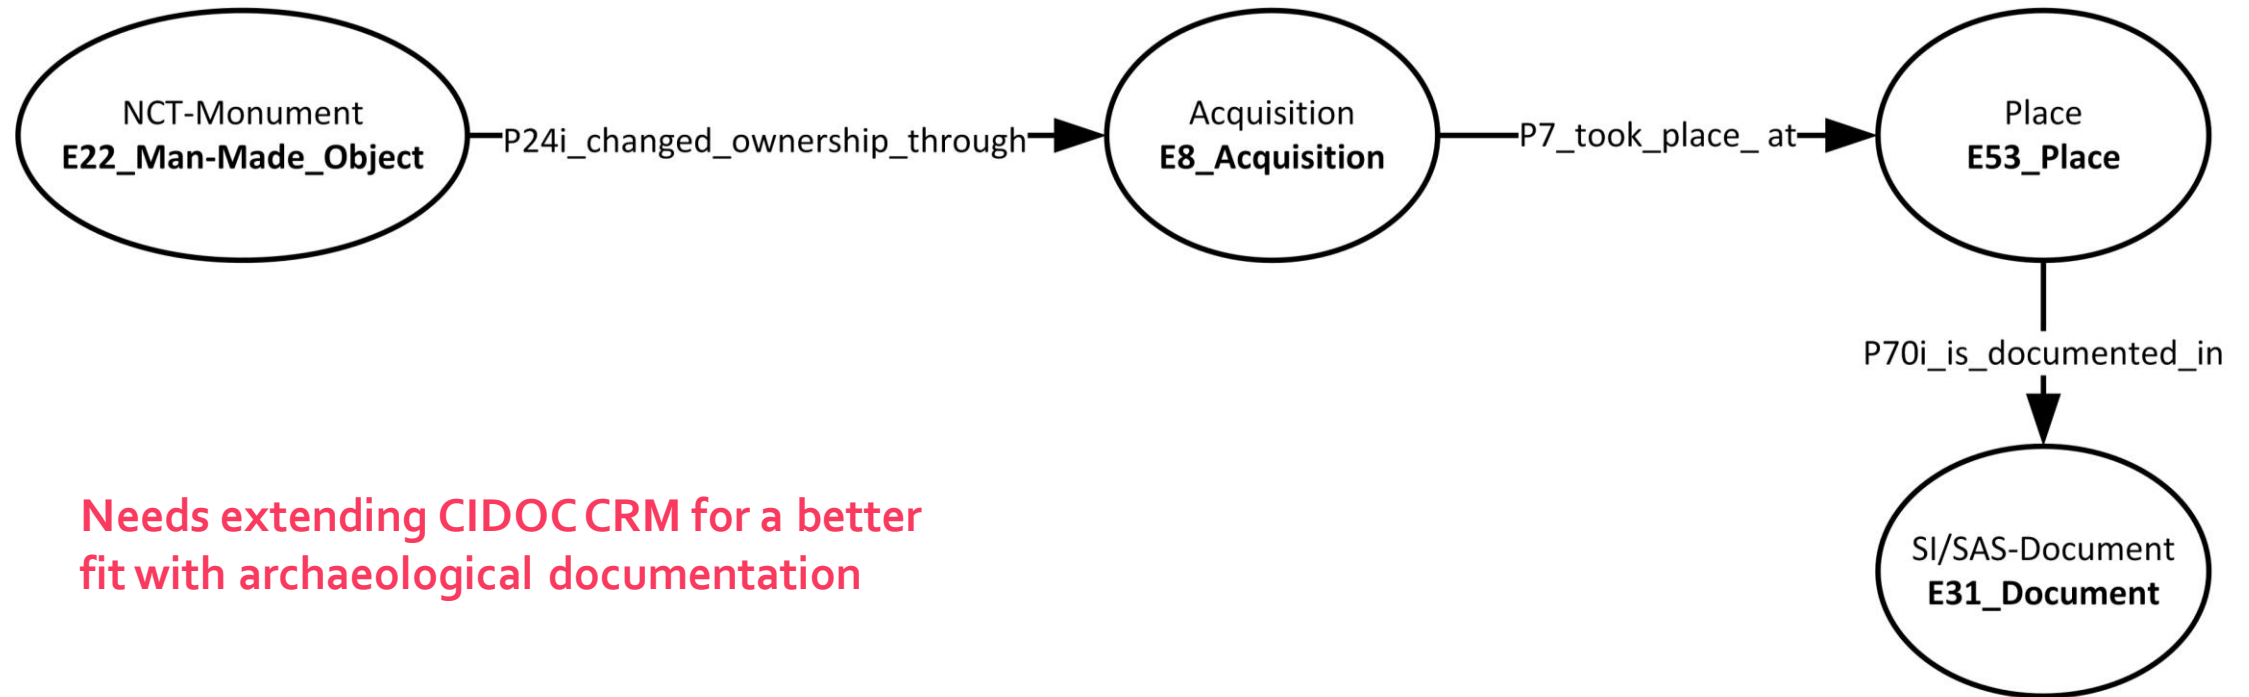 NCT-Monument
E22_Man-Made_Object
P24i_changed_ownership_through
Acquisition
E8_Acquisition
P7_took_place_ at
Place
E53_Place
P70i_is_documented_in
SI/SAS-Document
E31_Document
Needs extending CIDOC CRM for a better
fit with archaeological documentation